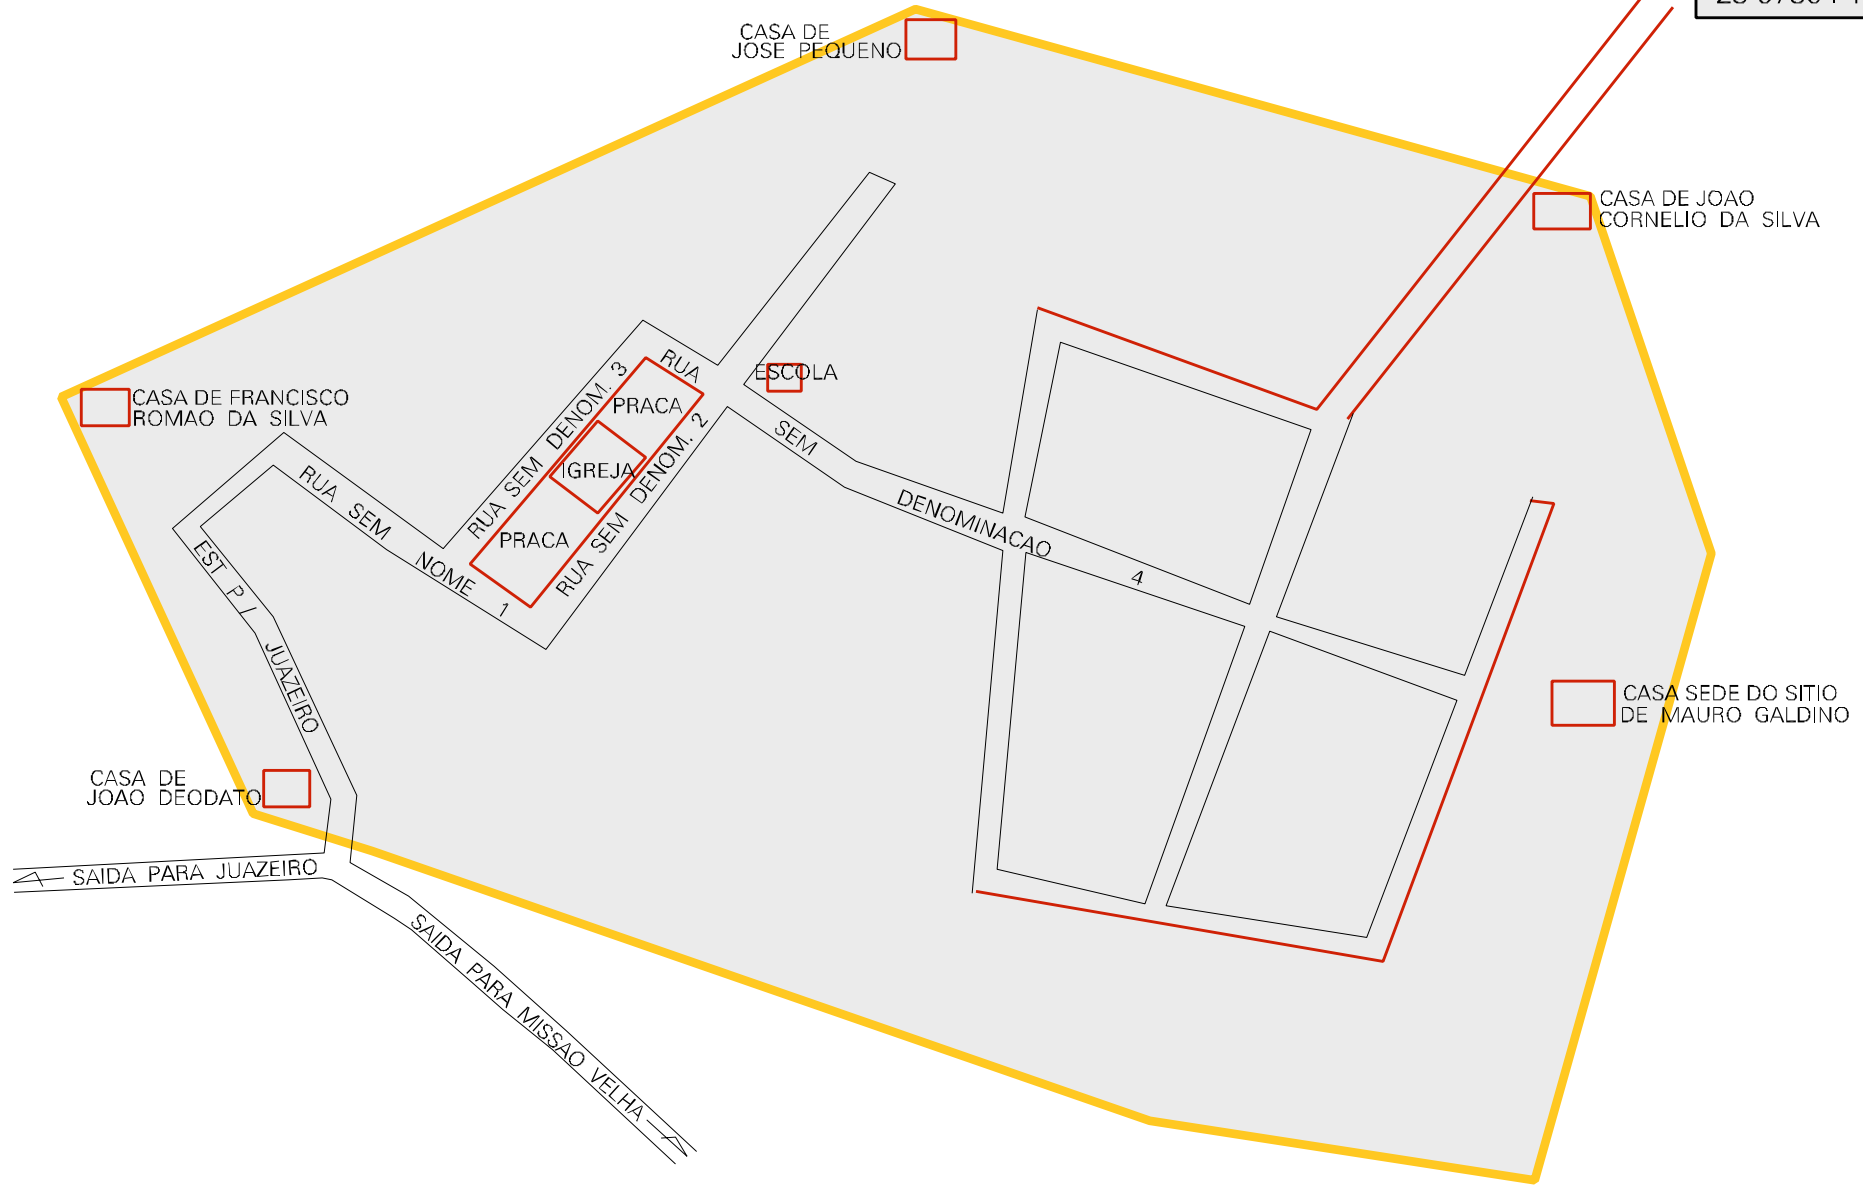 CASA DE
JOSE PEQUENO
CASA DE JOAO
CORNELIO DA SILVA
CASA DE FRANCISCO
ROMAO DA SILVA
RUA SEM DENOMINACAO 4
ESCOLA
RUA SEM DENOM. 3
PRACA
IGREJA
PRACA
RUA SEM DENOM. 2
RUA SEM NOME 1
EST P / JUAZEIRO
CASA SEDE DO SITIO
DE MAURO GALDINO
CASA DE
JOAO DEODATO
SAIDA PARA JUAZEIRO
SAIDA PARA MISSAO VELHA